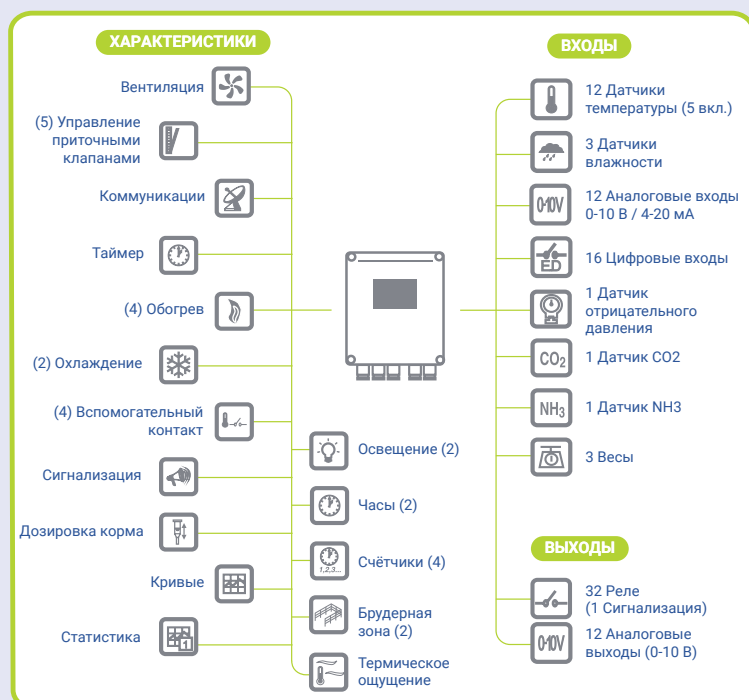 ХАРАКТЕРИСТИКИ
Вентиляция
(5) Управление
приточными
клапанами
Коммуникации
Таймер
(4) Обогрев
(2) Охлаждение
(4) Вспомогательный
контакт
Сигнализация
Дозировка корма
Кривые
Статистика
Освещение (2)
Часы (2)
1,2,3...
Счётчики (4)
Брудерная
зона (2)
Термическое
ощущение
ВХОДЫ
12 Датчики
температуры (5 вкл.)
3 Датчики
влажности
0-10V
12 Аналоговые входы
0-10 В / 4-20 мА
ED
16 Цифровые входы
1 Датчик
отрицательного
давления
CO₂
1 Датчик CO2
NH₃
1 Датчик NH3
3 Весы
ВЫХОДЫ
32 Реле
(1 Сигнализация)
0-10V
12 Аналоговые
выходы (0-10 В)
1